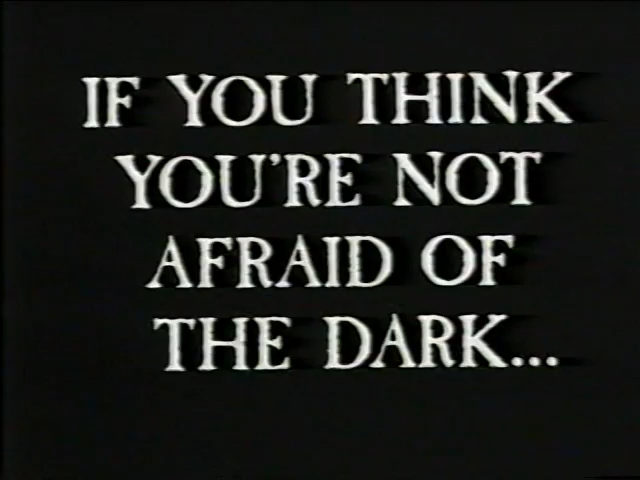 IF YOU THINK
YOU'RE NOT
AFRAID OF
THE DARK...